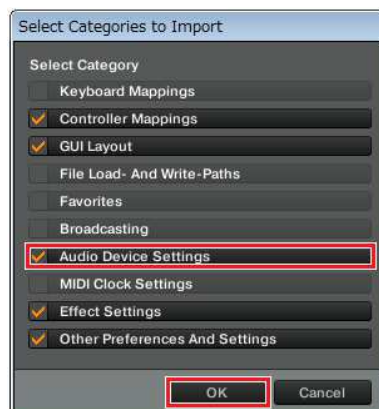 Select Categories to Import
Select Category
Keyboard Mappings
Controller Mappings
GUI Layout
File Load- And Write-Paths
Favorites
Broadcasting
Audio Device Settings
MIDI Clock Settings
Effect Settings
Other Preferences And Settings
OK Cancel